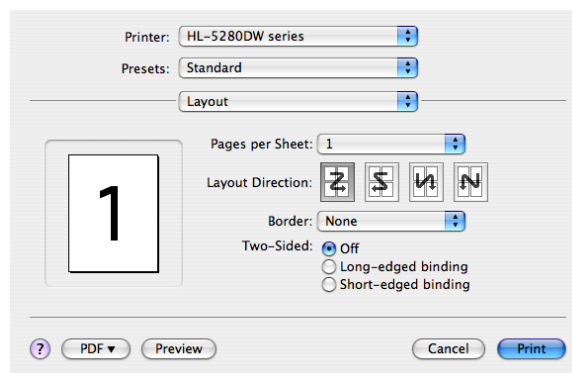 Printer: HL-5280DW series
Presets: Standard
Layout
Pages per Sheet: 1
Layout Direction:
1
Border: None
Two-Sided: Off
Long-edged binding
Short-edged binding
? PDF▼ Preview Cancel Print